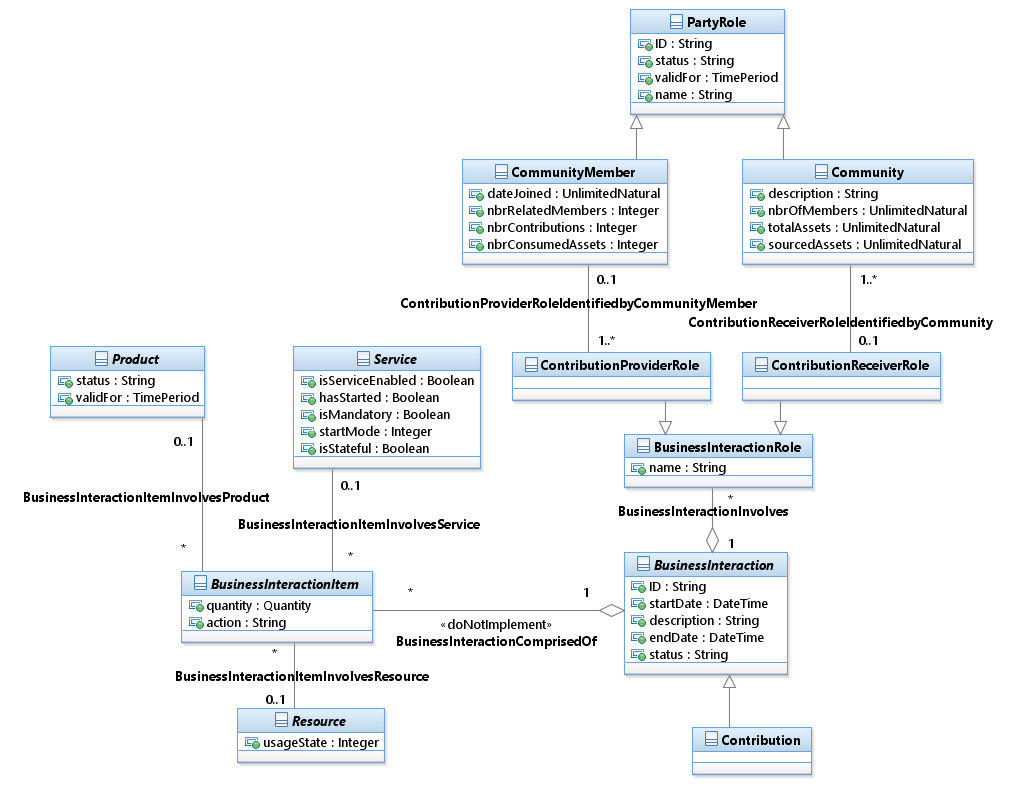 PartyRole
ID : String
status : String
validFor : TimePeriod
name : String
CommunityMember
dateJoined : UnlimitedNatural
nbrRelatedMembers : Integer
nbrContributions : Integer
nbrConsumedAssets : Integer
Community
description : String
nbrOfMembers : UnlimitedNatural
totalAssets : UnlimitedNatural
sourcedAssets : UnlimitedNatural
0..1
1..*
ContributionProviderRoleIdentifiedbyCommunityMember
ContributionReceiverRoleIdentifiedbyCommunity
1..*
0..1
Product
status : String
validFor : TimePeriod
Service
isServiceEnabled : Boolean
hasStarted : Boolean
isMandatory : Boolean
startMode : Integer
isStateful : Boolean
ContributionProviderRole
ContributionReceiverRole
BusinessInteractionRole
name : String
0..1
0..1
BusinessInteractionItemInvolvesProduct
*
BusinessInteractionInvolves
BusinessInteractionItemInvolvesService
*
*
1
BusinessInteractionItem
quantity : Quantity
action : String
*
1
«doNotImplement»
BusinessInteractionComprisedOf
BusinessInteraction
ID : String
startDate : DateTime
description : String
endDate : DateTime
status : String
*
BusinessInteractionItemInvolvesResource
0..1
Resource
usageState : Integer
Contribution